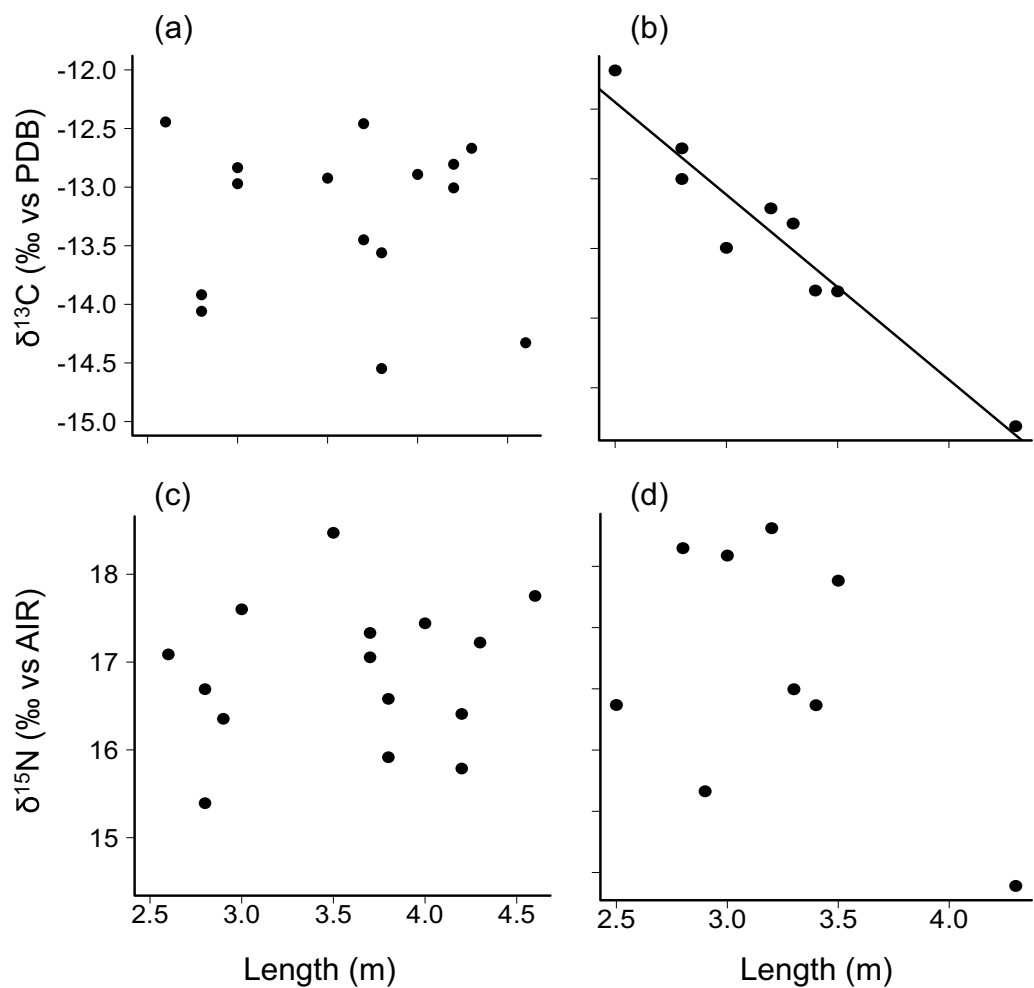 (a)
(b)
δ¹³C (‰ vs PDB)
-12.0
-12.5
-13.0
-13.5
-14.0
-14.5
-15.0
(c)
(d)
δ¹⁵N (‰ vs AIR)
18
17
16
15
2.5 3.0 3.5 4.0 4.5
2.5 3.0 3.5 4.0
Length (m)
Length (m)